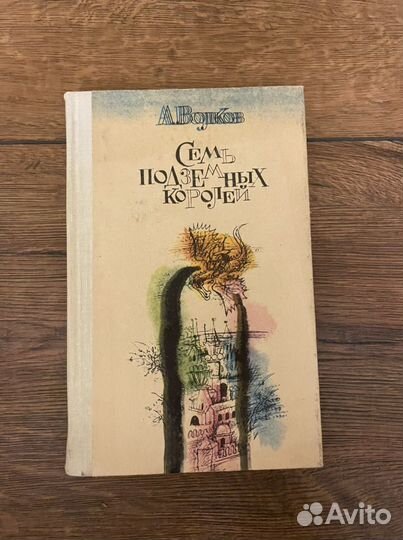 А.Волков
Семь
подземных
королей
Avito